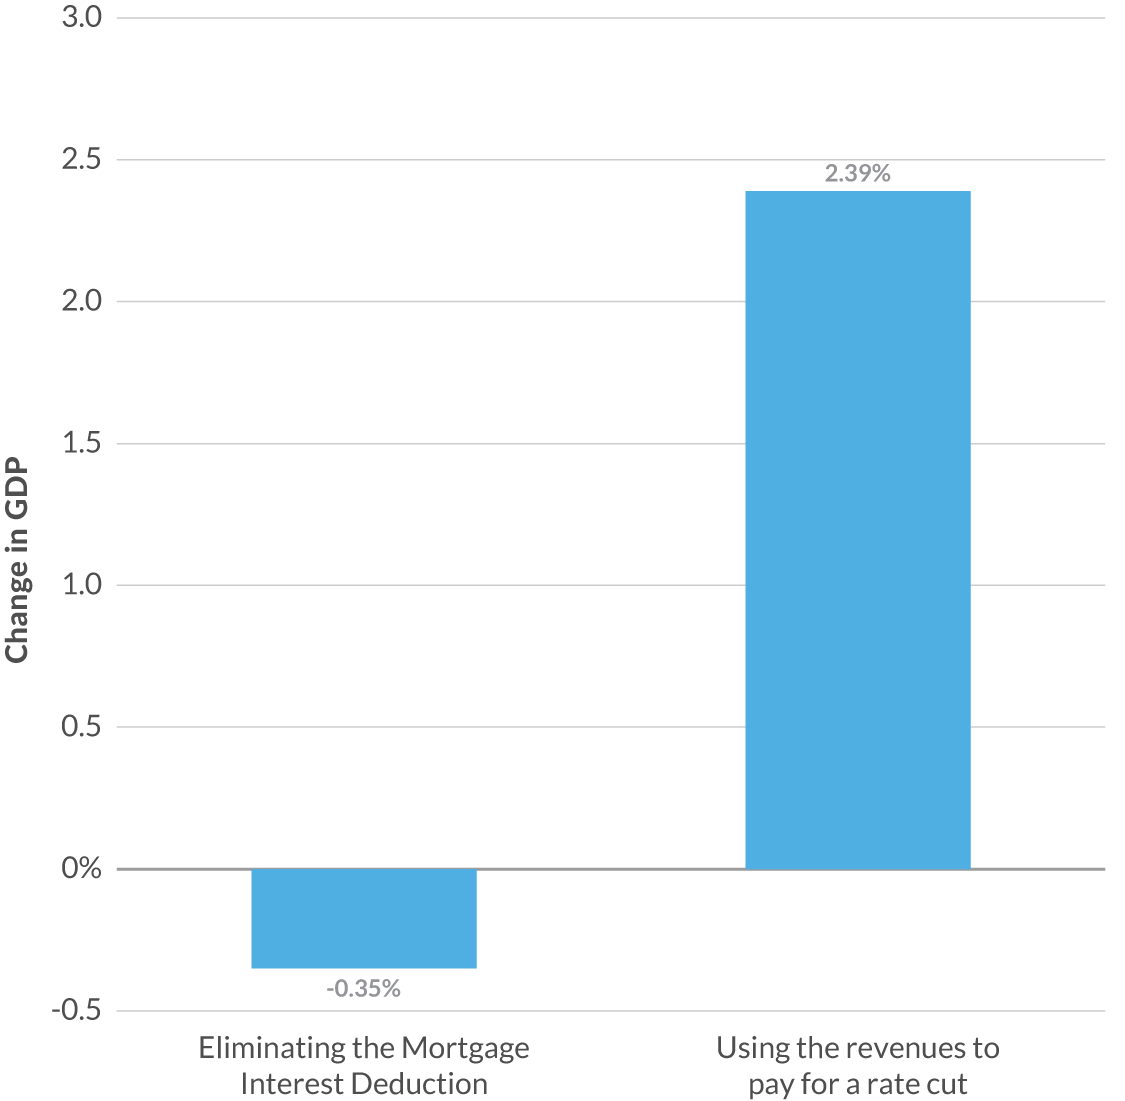 3.0
2.5
2.39%
2.0
1.5
Change in GDP
1.0
0.5
0%
-0.35%
-0.5
Eliminating the Mortgage
Interest Deduction
Using the revenues to
pay for a rate cut